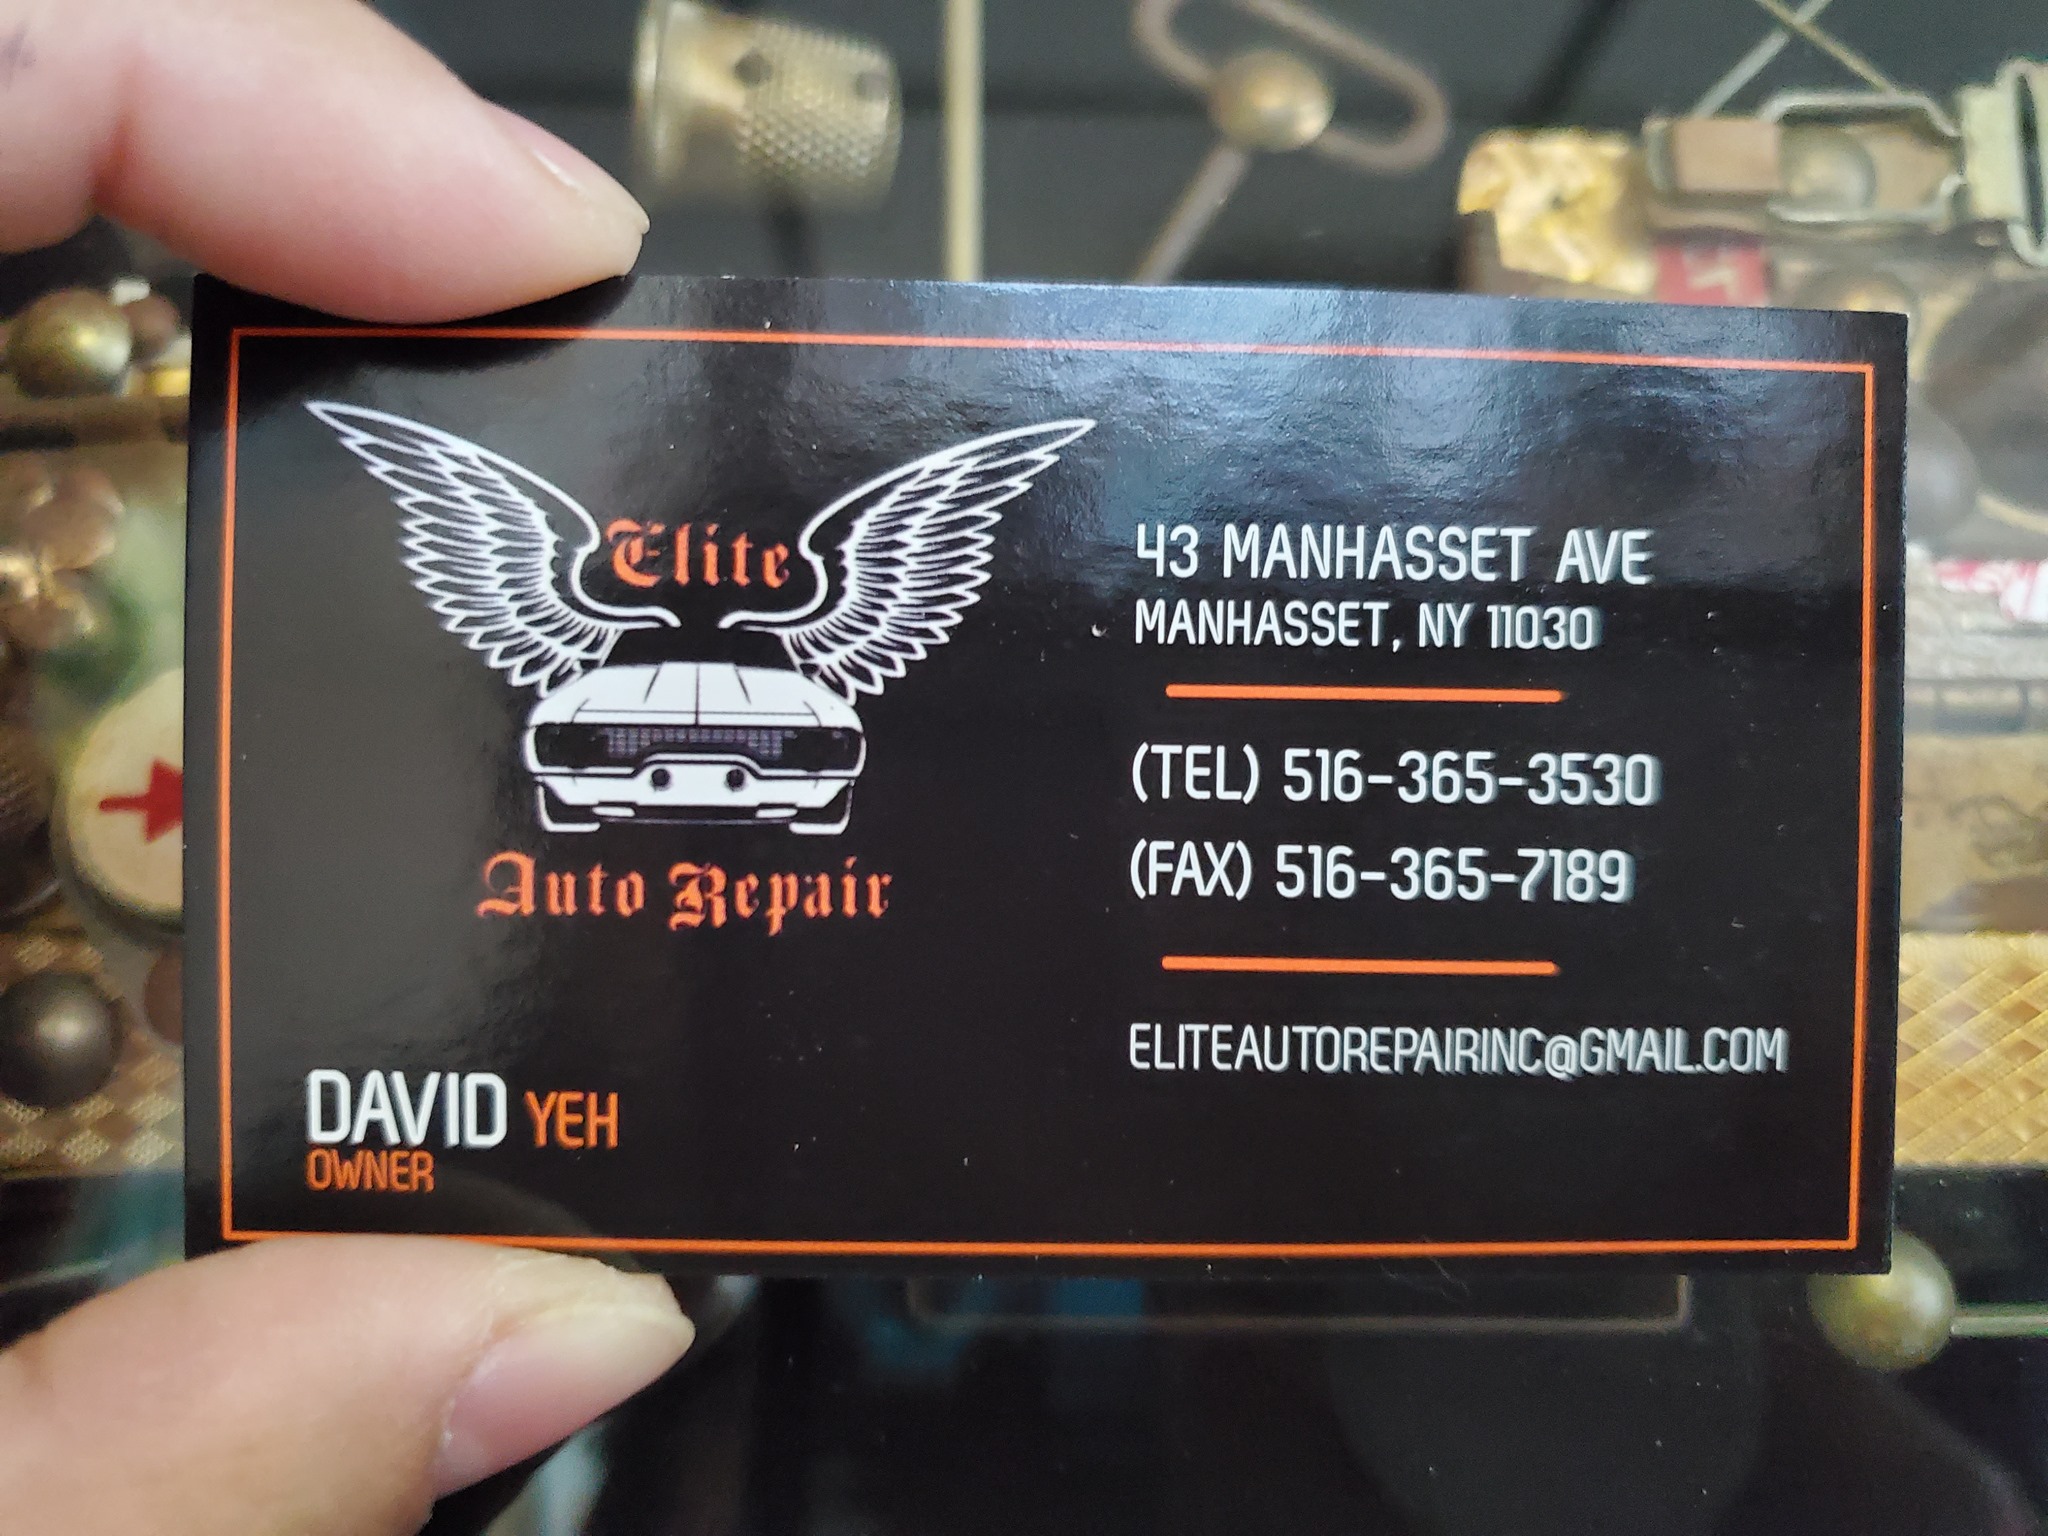 Elite
Auto Repair
DAVID YEH
OWNER
43 MANHASSET AVE
MANHASSET, NY 11030
(TEL) 516-365-3530
(FAX) 516-365-7189
ELITEAUTOREPAIRINC@GMAIL.COM